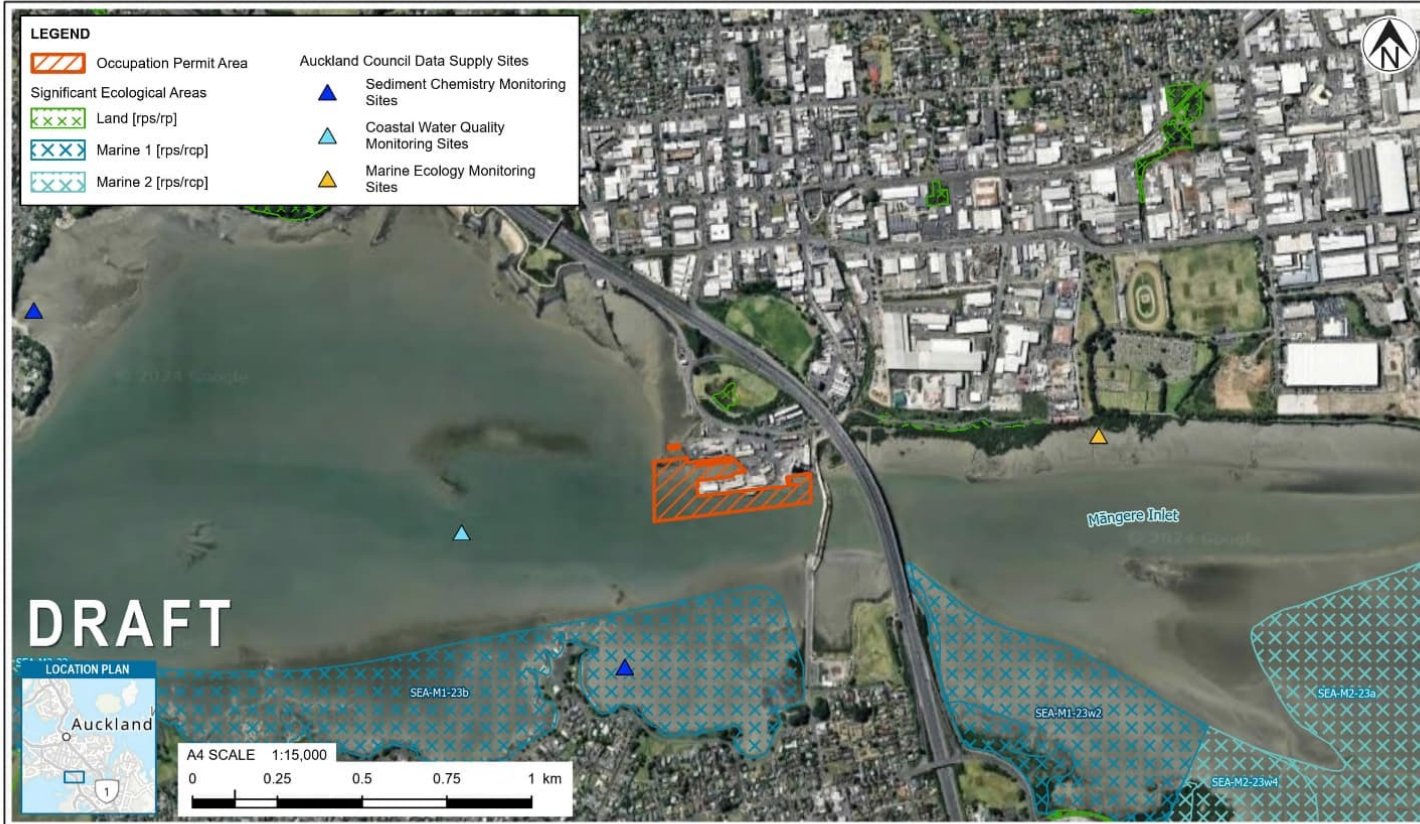 LEGEND
Occupation Permit Area
Significant Ecological Areas
Land [rps/rp]
Marine 1 [rps/rcp]
Marine 2 [rps/rcp]
Auckland Council Data Supply Sites
Sediment Chemistry Monitoring
Sites
Coastal Water Quality
Monitoring Sites
Marine Ecology Monitoring
Sites
N
© 2024 Google
Māngere Inlet
© 2024 Google
DRAFT
LOCATION PLAN
Auckland
1
SEA-M1-23b
SEA-M1-23w2
SEA-M2-23a
SEA-M2-23w4
A4 SCALE 1:15,000
0 0.25 0.5 0.75 1 km